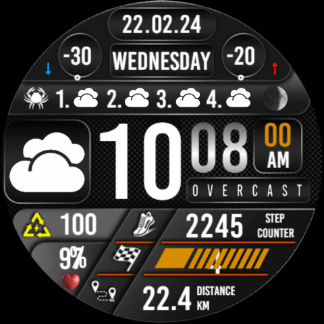 22.02.24
-30 WEDNESDAY -20
1. 2. 3. 4.
10 08 00 AM
OVERCAST
100 2245 STEP COUNTER
9%
22.4 DISTANCE KM